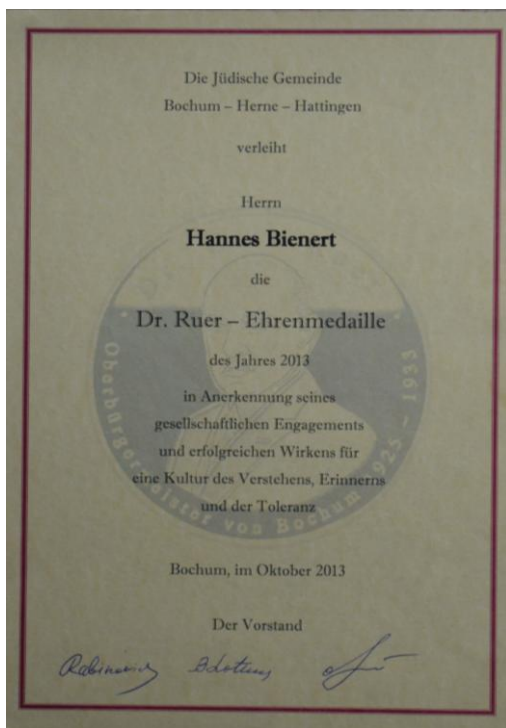 Die Jüdische Gemeinde
Bochum – Herne – Hattingen
verleiht
Herrn
Hannes Bienert
die
Dr. Ruer – Ehrenmedaille
des Jahres 2013
in Anerkennung seines
gesellschaftlichen Engagements
und erfolgreichen Wirkens für
eine Kultur des Verstehens, Erinnerns
und der Toleranz
Oberbürgermeister von Bochum 1925 – 1933
Bochum, im Oktober 2013
Der Vorstand